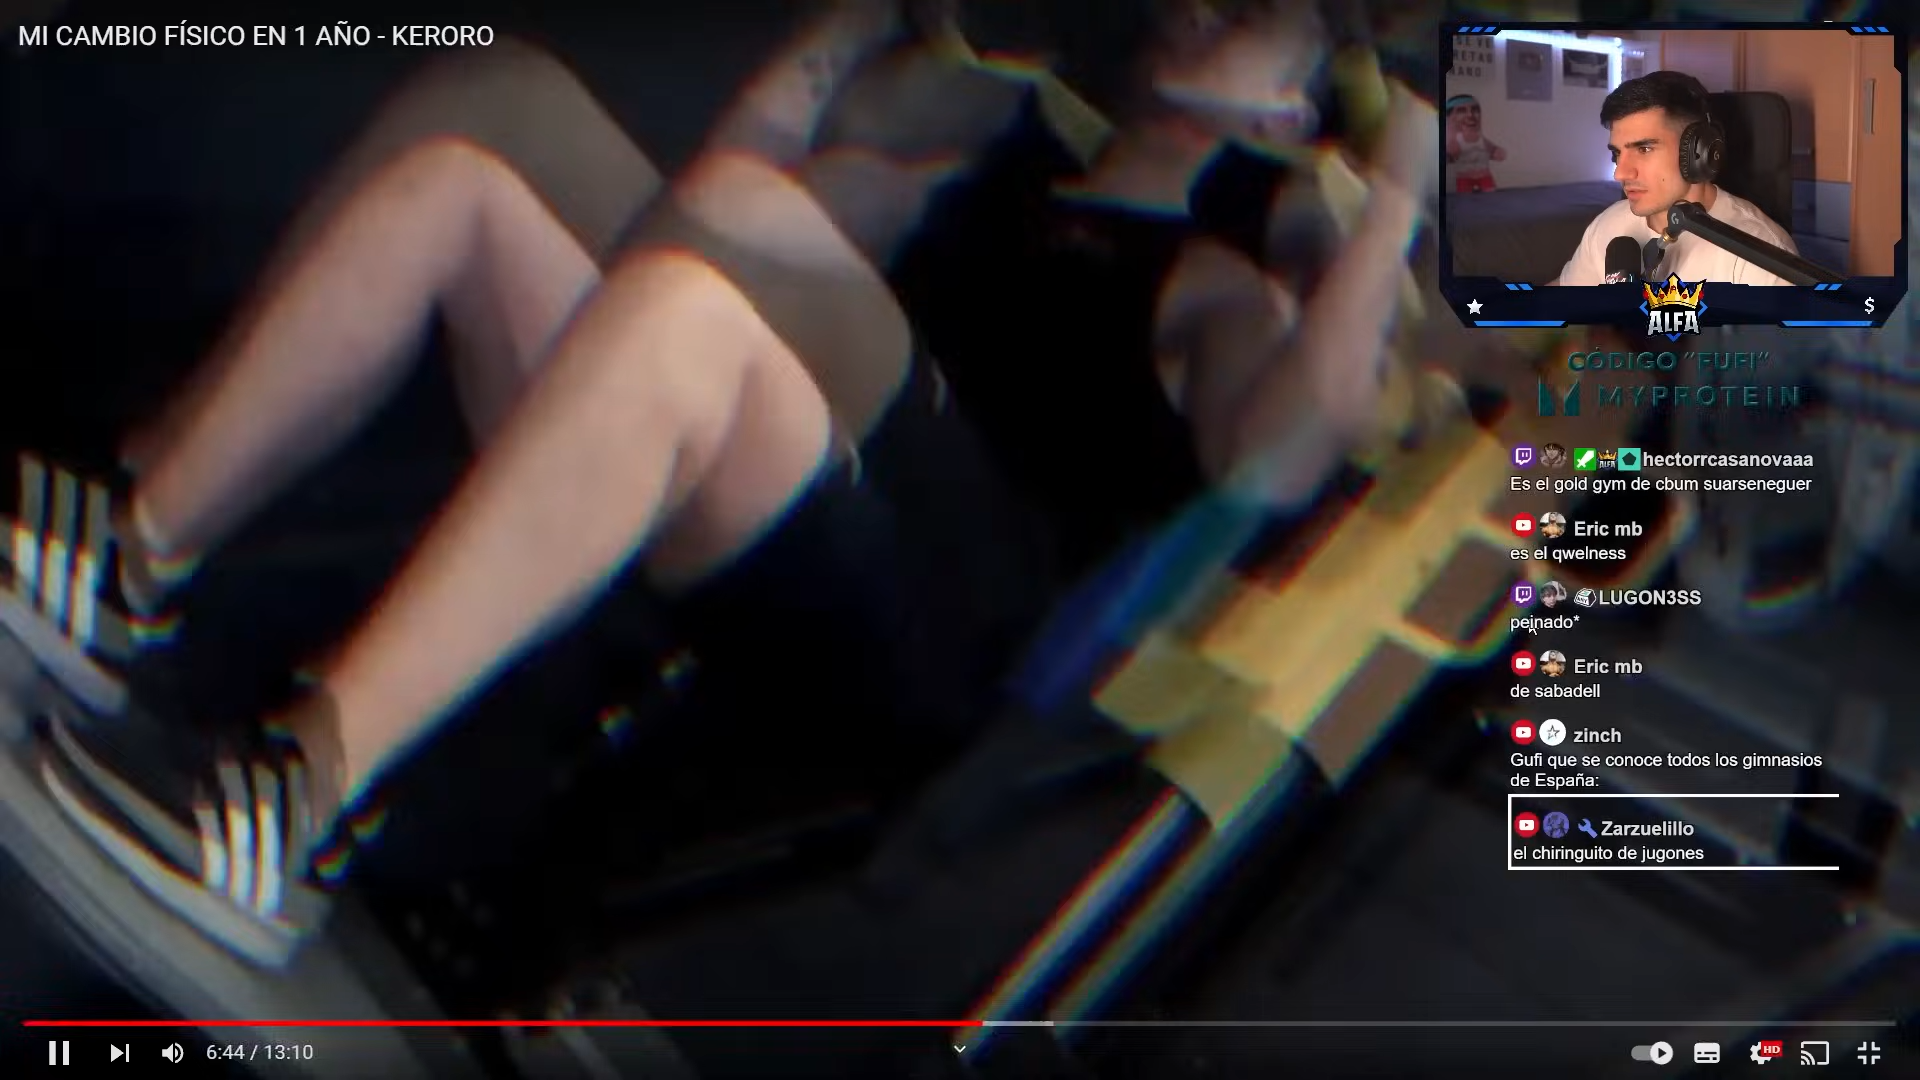 MI CAMBIO FÍSICO EN 1 AÑO - KERORO
ALFA
$
CÓDIGO "FUFI"
MYPROTEIN
hectorrcasanovaaa
Es el gold gym de cbum suarseneguer
Eric mb
es el qwelness
LUGON3SS
peinado*
Eric mb
de sabadell
zinch
Gufi que se conoce todos los gimnasios
de España:
Zarzuelillo
el chiringuito de jugones
6:44 / 13:10
HD